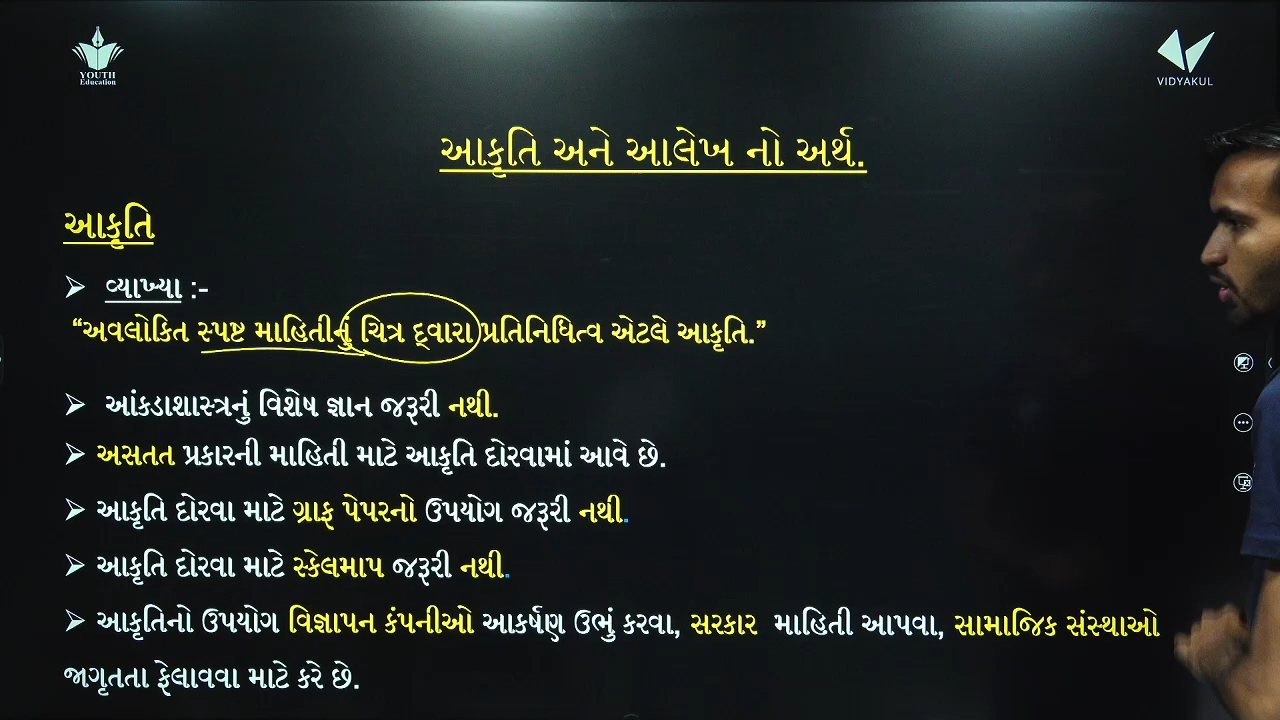 YOUTH
Education
VIDYAKUL
આકૃતિ અને આલેખ નો અર્થ.
આકૃતિ
➢ વ્યાખ્યા :-
“અવલોકિત સ્પષ્ટ માહિતીનું ચિત્ર દ્વારા પ્રતિનિધિત્વ એટલે આકૃતિ.”
➢ આંકડાશાસ્ત્રનું વિશેષ જ્ઞાન જરૂરી નથી.
➢ અસતત પ્રકારની માહિતી માટે આકૃતિ દોરવામાં આવે છે.
➢ આકૃતિ દોરવા માટે ગ્રાફ પેપરનો ઉપયોગ જરૂરી નથી.
➢ આકૃતિ દોરવા માટે સ્કેલમાપ જરૂરી નથી.
➢ આકૃતિનો ઉપયોગ વિજ્ઞાપન કંપનીઓ આકર્ષણ ઉભું કરવા, સરકાર માહિતી આપવા, સામાજિક સંસ્થાઓ
જાગૃતતા ફેલાવવા માટે કરે છે.